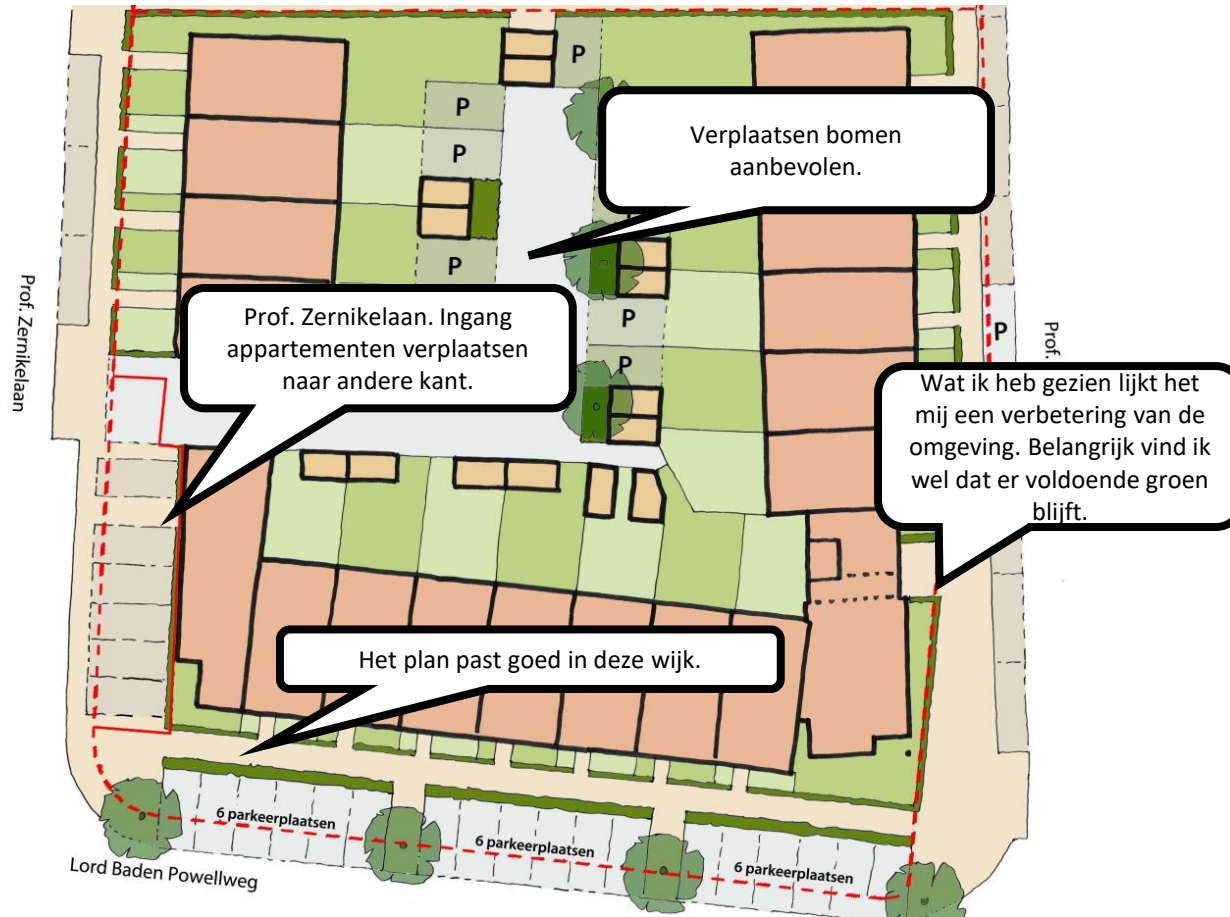 P
P
P
P
P
P
P
Verplaatsen bomen
aanbevolen.
Prof. Zernikelaan
Prof. Zernikelaan. Ingang
appartementen verplaatsen
naar andere kant.
Prof.
Wat ik heb gezien lijkt het
mij een verbetering van de
omgeving. Belangrijk vind ik
wel dat er voldoende groen
blijft.
Het plan past goed in deze wijk.
6 parkeerplaatsen
6 parkeerplaatsen
6 parkeerplaatsen
Lord Baden Powellweg